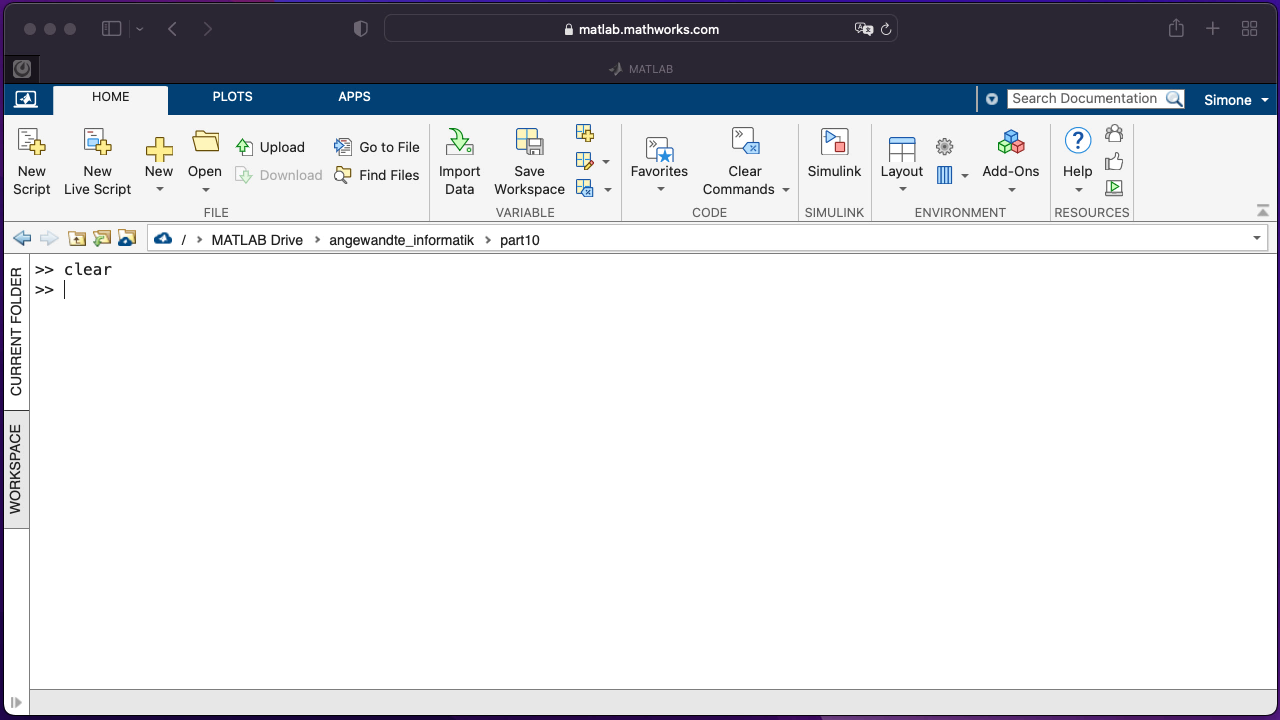 matlab.mathworks.com
MATLAB
HOME PLOTS APPS
Search Documentation Simone
New Script
New Live Script
New
Open
Upload
Download
Go to File
Find Files
FILE
Import Data
Save Workspace
VARIABLE
Favorites
Clear Commands
CODE
Simulink
SIMULINK
Layout
Add-Ons
ENVIRONMENT
Help
RESOURCES
/ › MATLAB Drive › angewandte_informatik › part10
CURRENT FOLDER
WORKSPACE
>> clear
>>